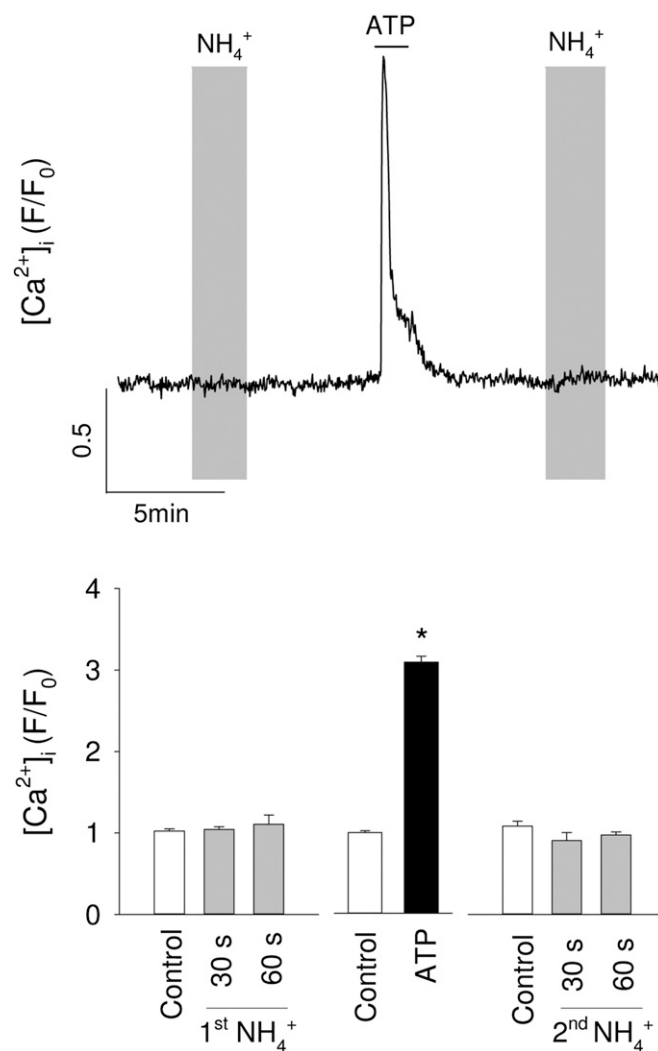 NH₄⁺
ATP
NH₄⁺
[Ca²⁺]ᵢ (F/F₀)
0.5
5min
[Ca²⁺]ᵢ (F/F₀)
4
3
2
1
0
*
Control
30 s
60 s
1ˢᵗ NH₄⁺
Control
ATP
Control
30 s
60 s
2ⁿᵈ NH₄⁺